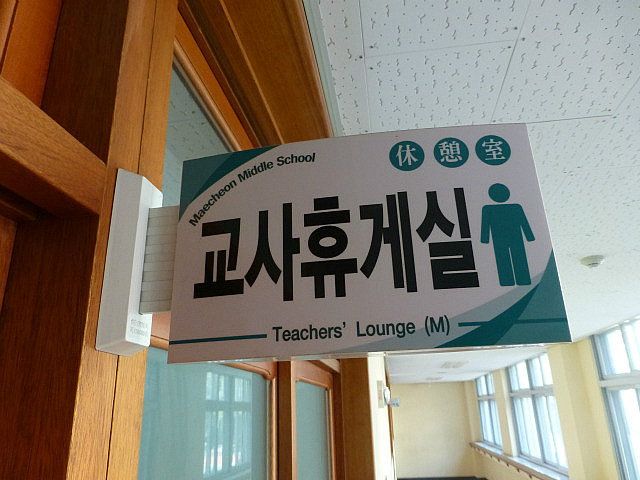 Maecheon Middle School
休憩室
교사휴게실
Teachers' Lounge (M)